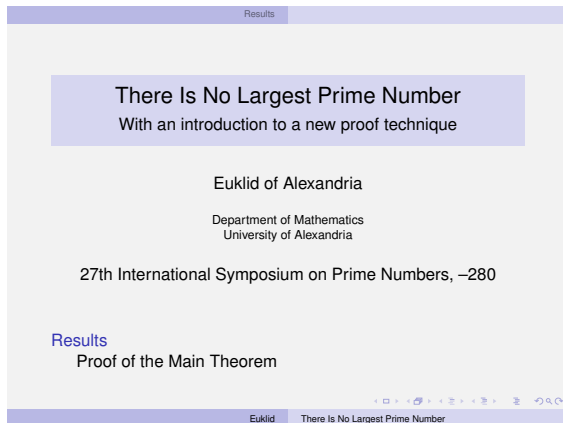 Results
There Is No Largest Prime Number
With an introduction to a new proof technique
Euklid of Alexandria
Department of Mathematics
University of Alexandria
27th International Symposium on Prime Numbers, –280
Results
Proof of the Main Theorem
Euklid There Is No Largest Prime Number